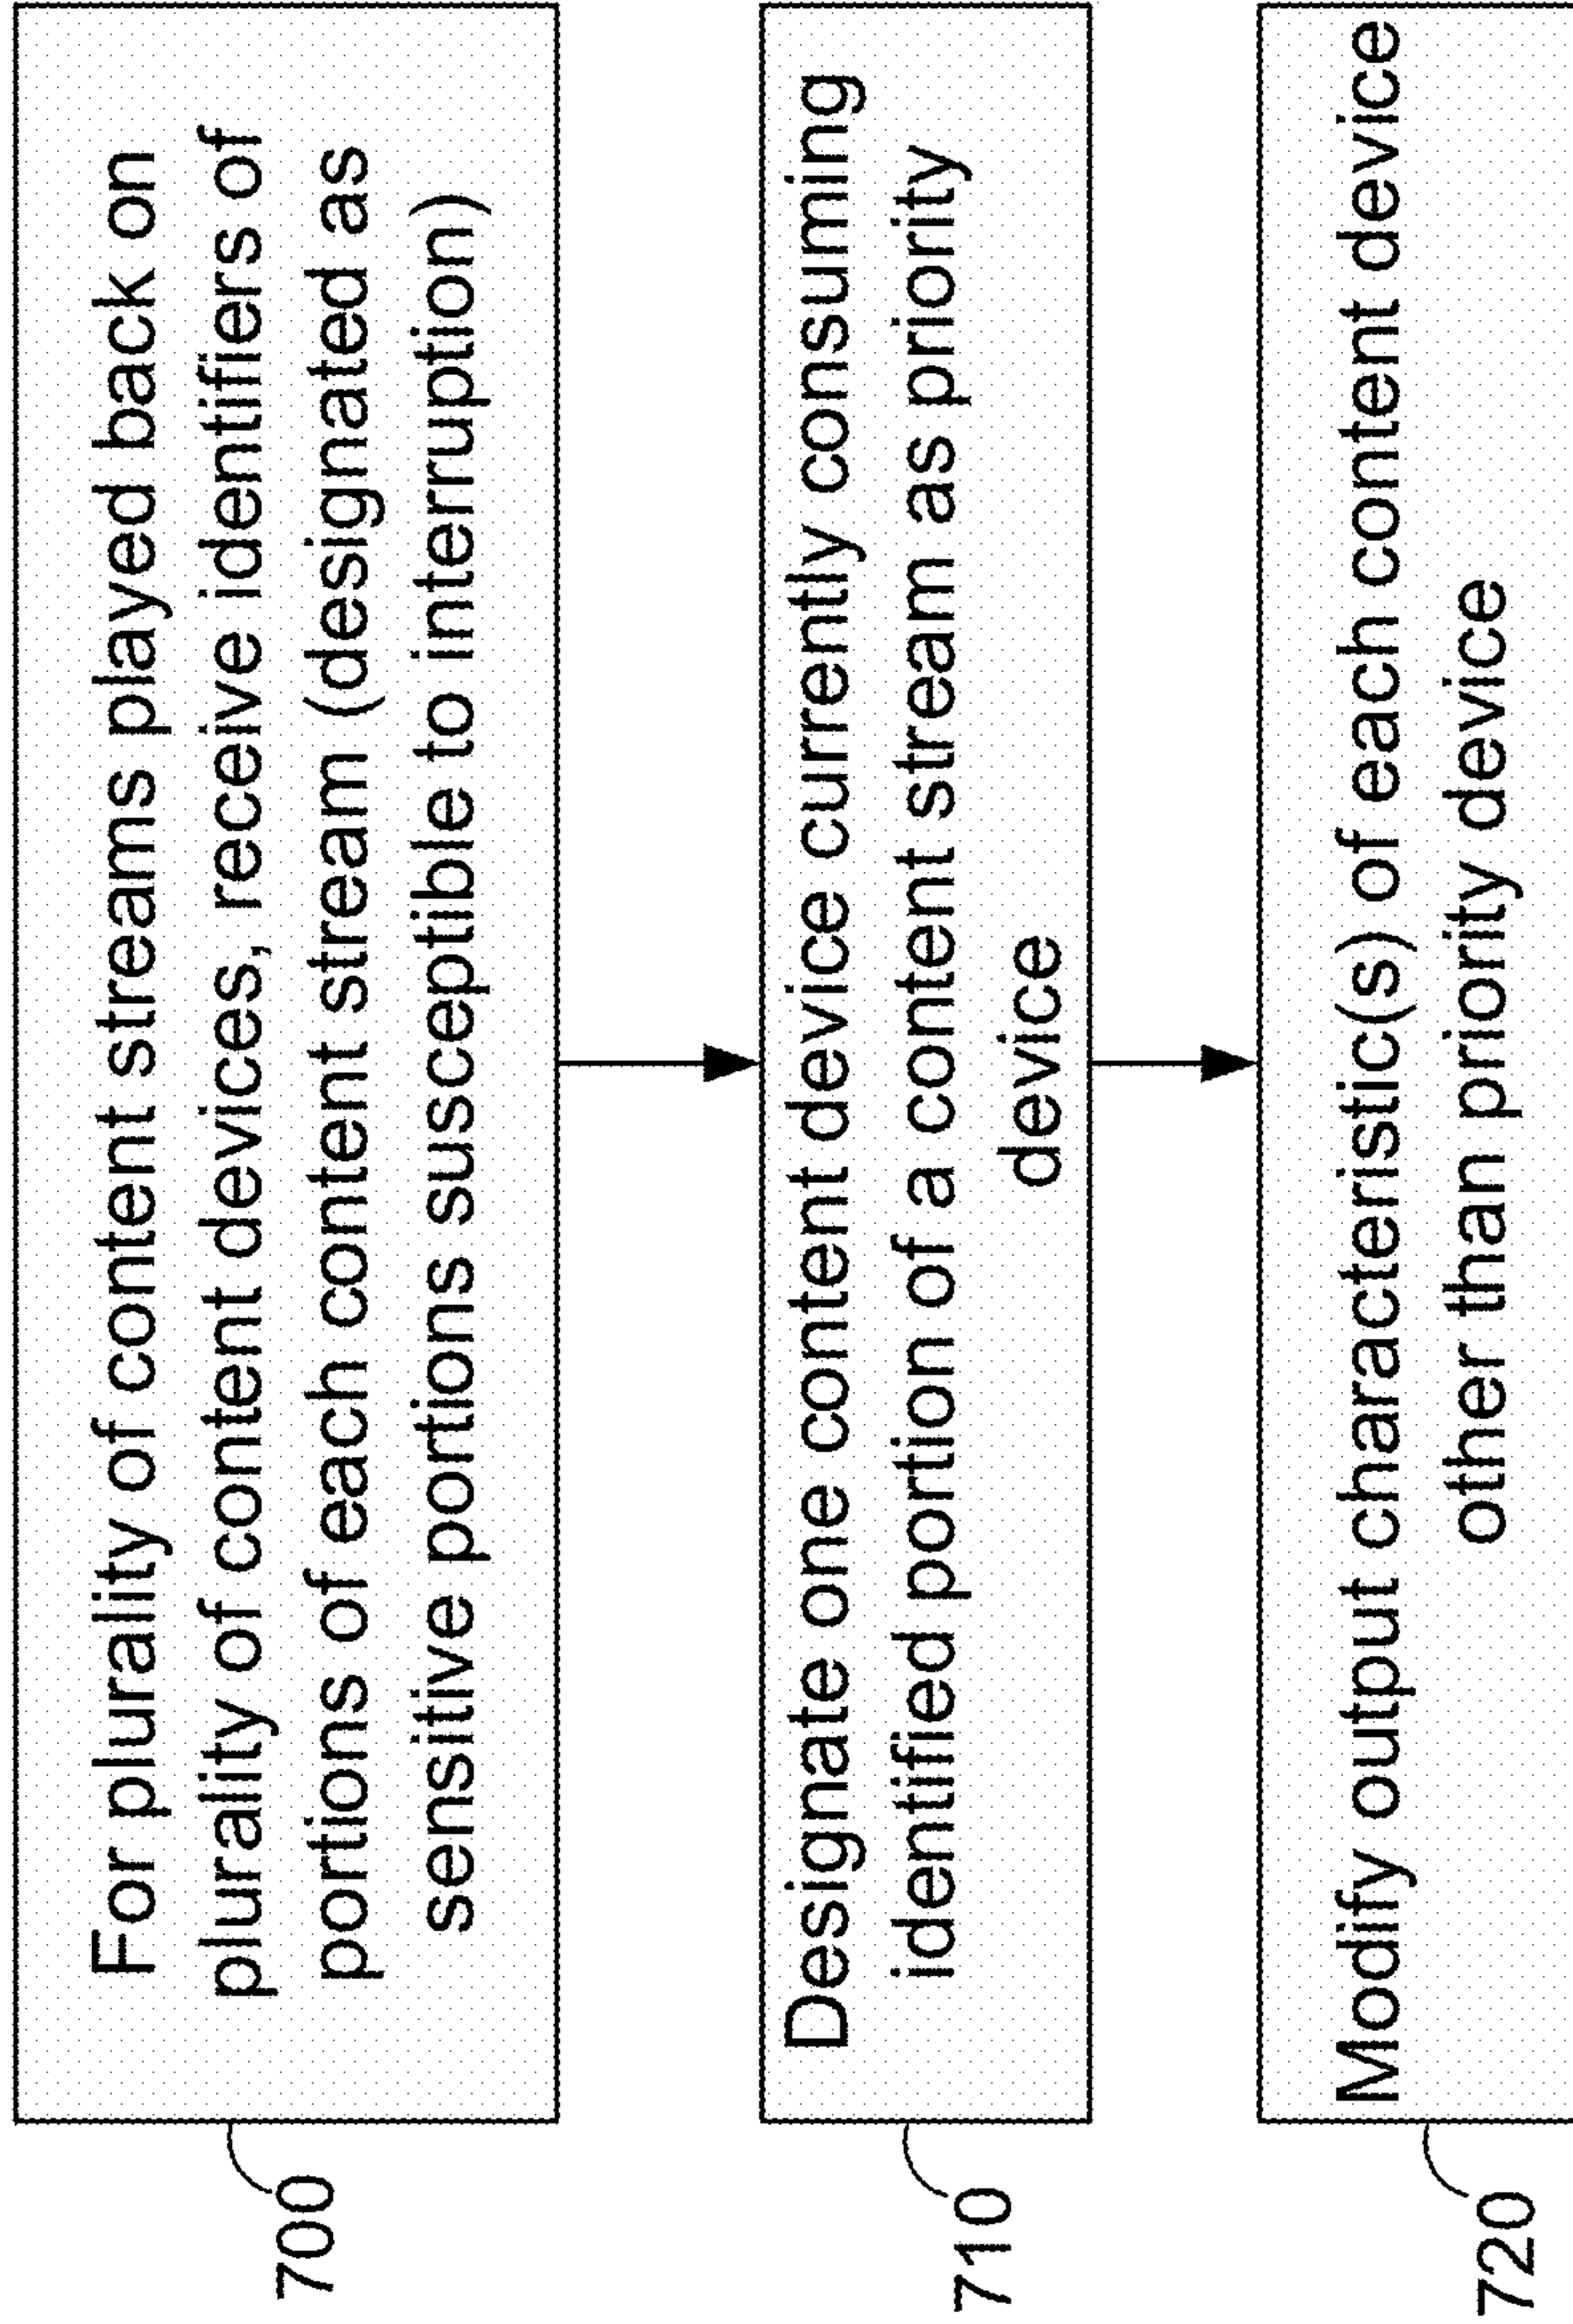 700
For plurality of content streams played back on
plurality of content devices, receive identifiers of
portions of each content stream (designated as
sensitive portions susceptible to interruption)
710
Designate one content device currently consuming
identified portion of a content stream as priority
device
720
Modify output characteristic(s) of each content device
other than priority device